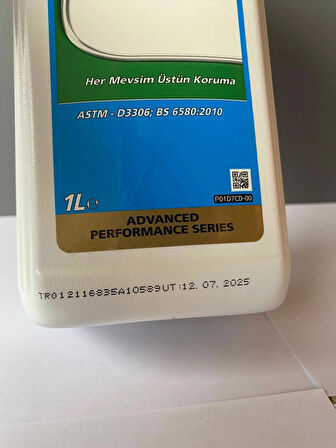 Her Mevsim Üstün Koruma
ASTM - D3306; BS 6580:2010
1L℮
P01D7CD-00
ADVANCED
PERFORMANCE SERIES
TR012116835A10589UT:12.07.2025